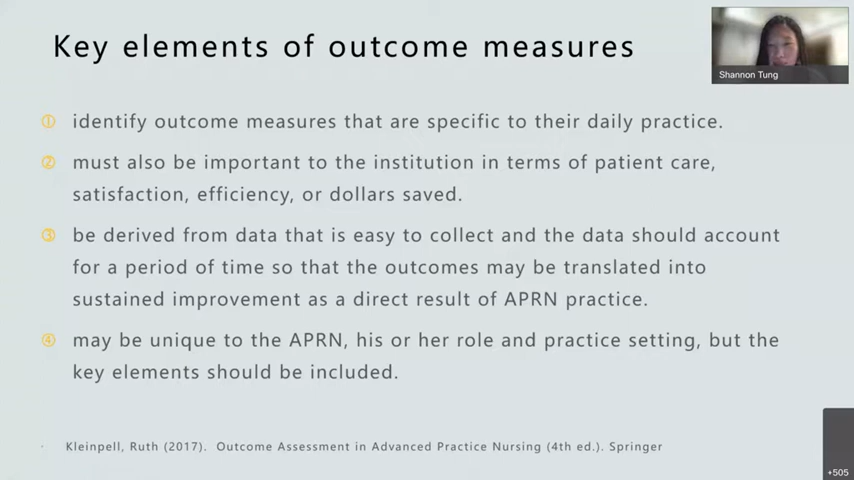 Key elements of outcome measures
Shannon Tung
① identify outcome measures that are specific to their daily practice.
② must also be important to the institution in terms of patient care,
satisfaction, efficiency, or dollars saved.
③ be derived from data that is easy to collect and the data should account
for a period of time so that the outcomes may be translated into
sustained improvement as a direct result of APRN practice.
④ may be unique to the APRN, his or her role and practice setting, but the
key elements should be included.
· Kleinpell, Ruth (2017). Outcome Assessment in Advanced Practice Nursing (4th ed.). Springer
+505